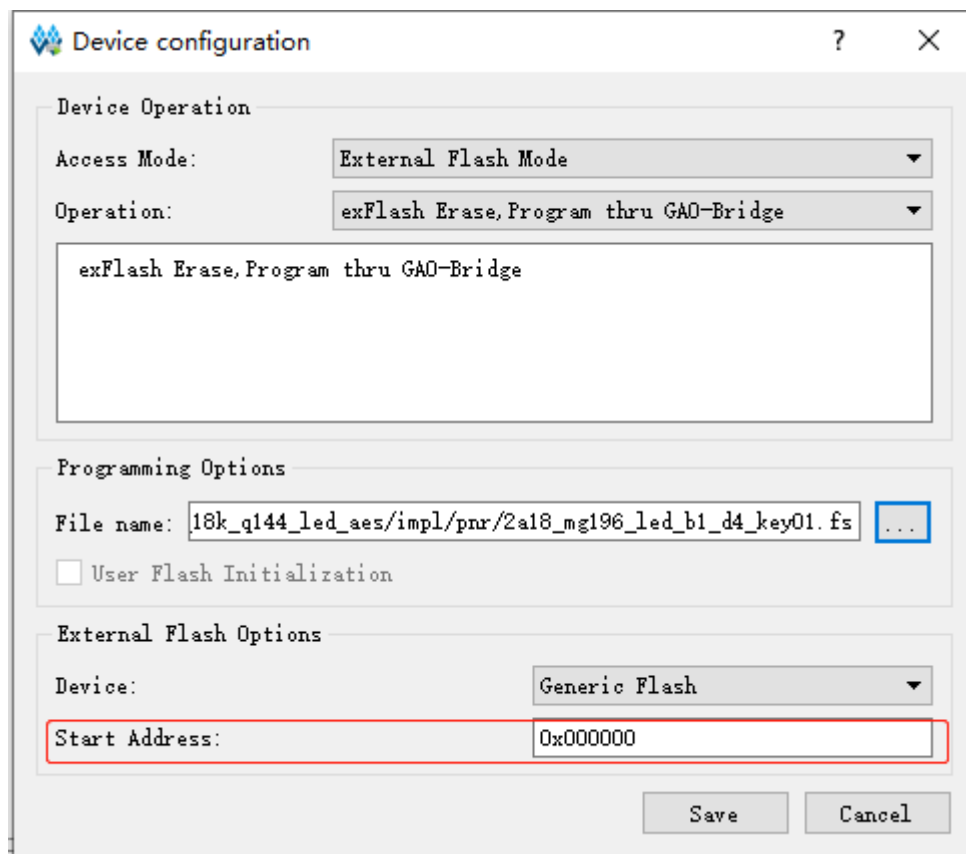 Device configuration
Device Operation
Access Mode: External Flash Mode
Operation: exFlash Erase,Program thru GAO-Bridge
exFlash Erase,Program thru GAO-Bridge
Programming Options
File name: 18k_q144_led_aes/impl/pnr/2a18_mg196_led_b1_d4_key01.fs ...
User Flash Initialization
External Flash Options
Device: Generic Flash
Start Address: 0x000000
Save Cancel